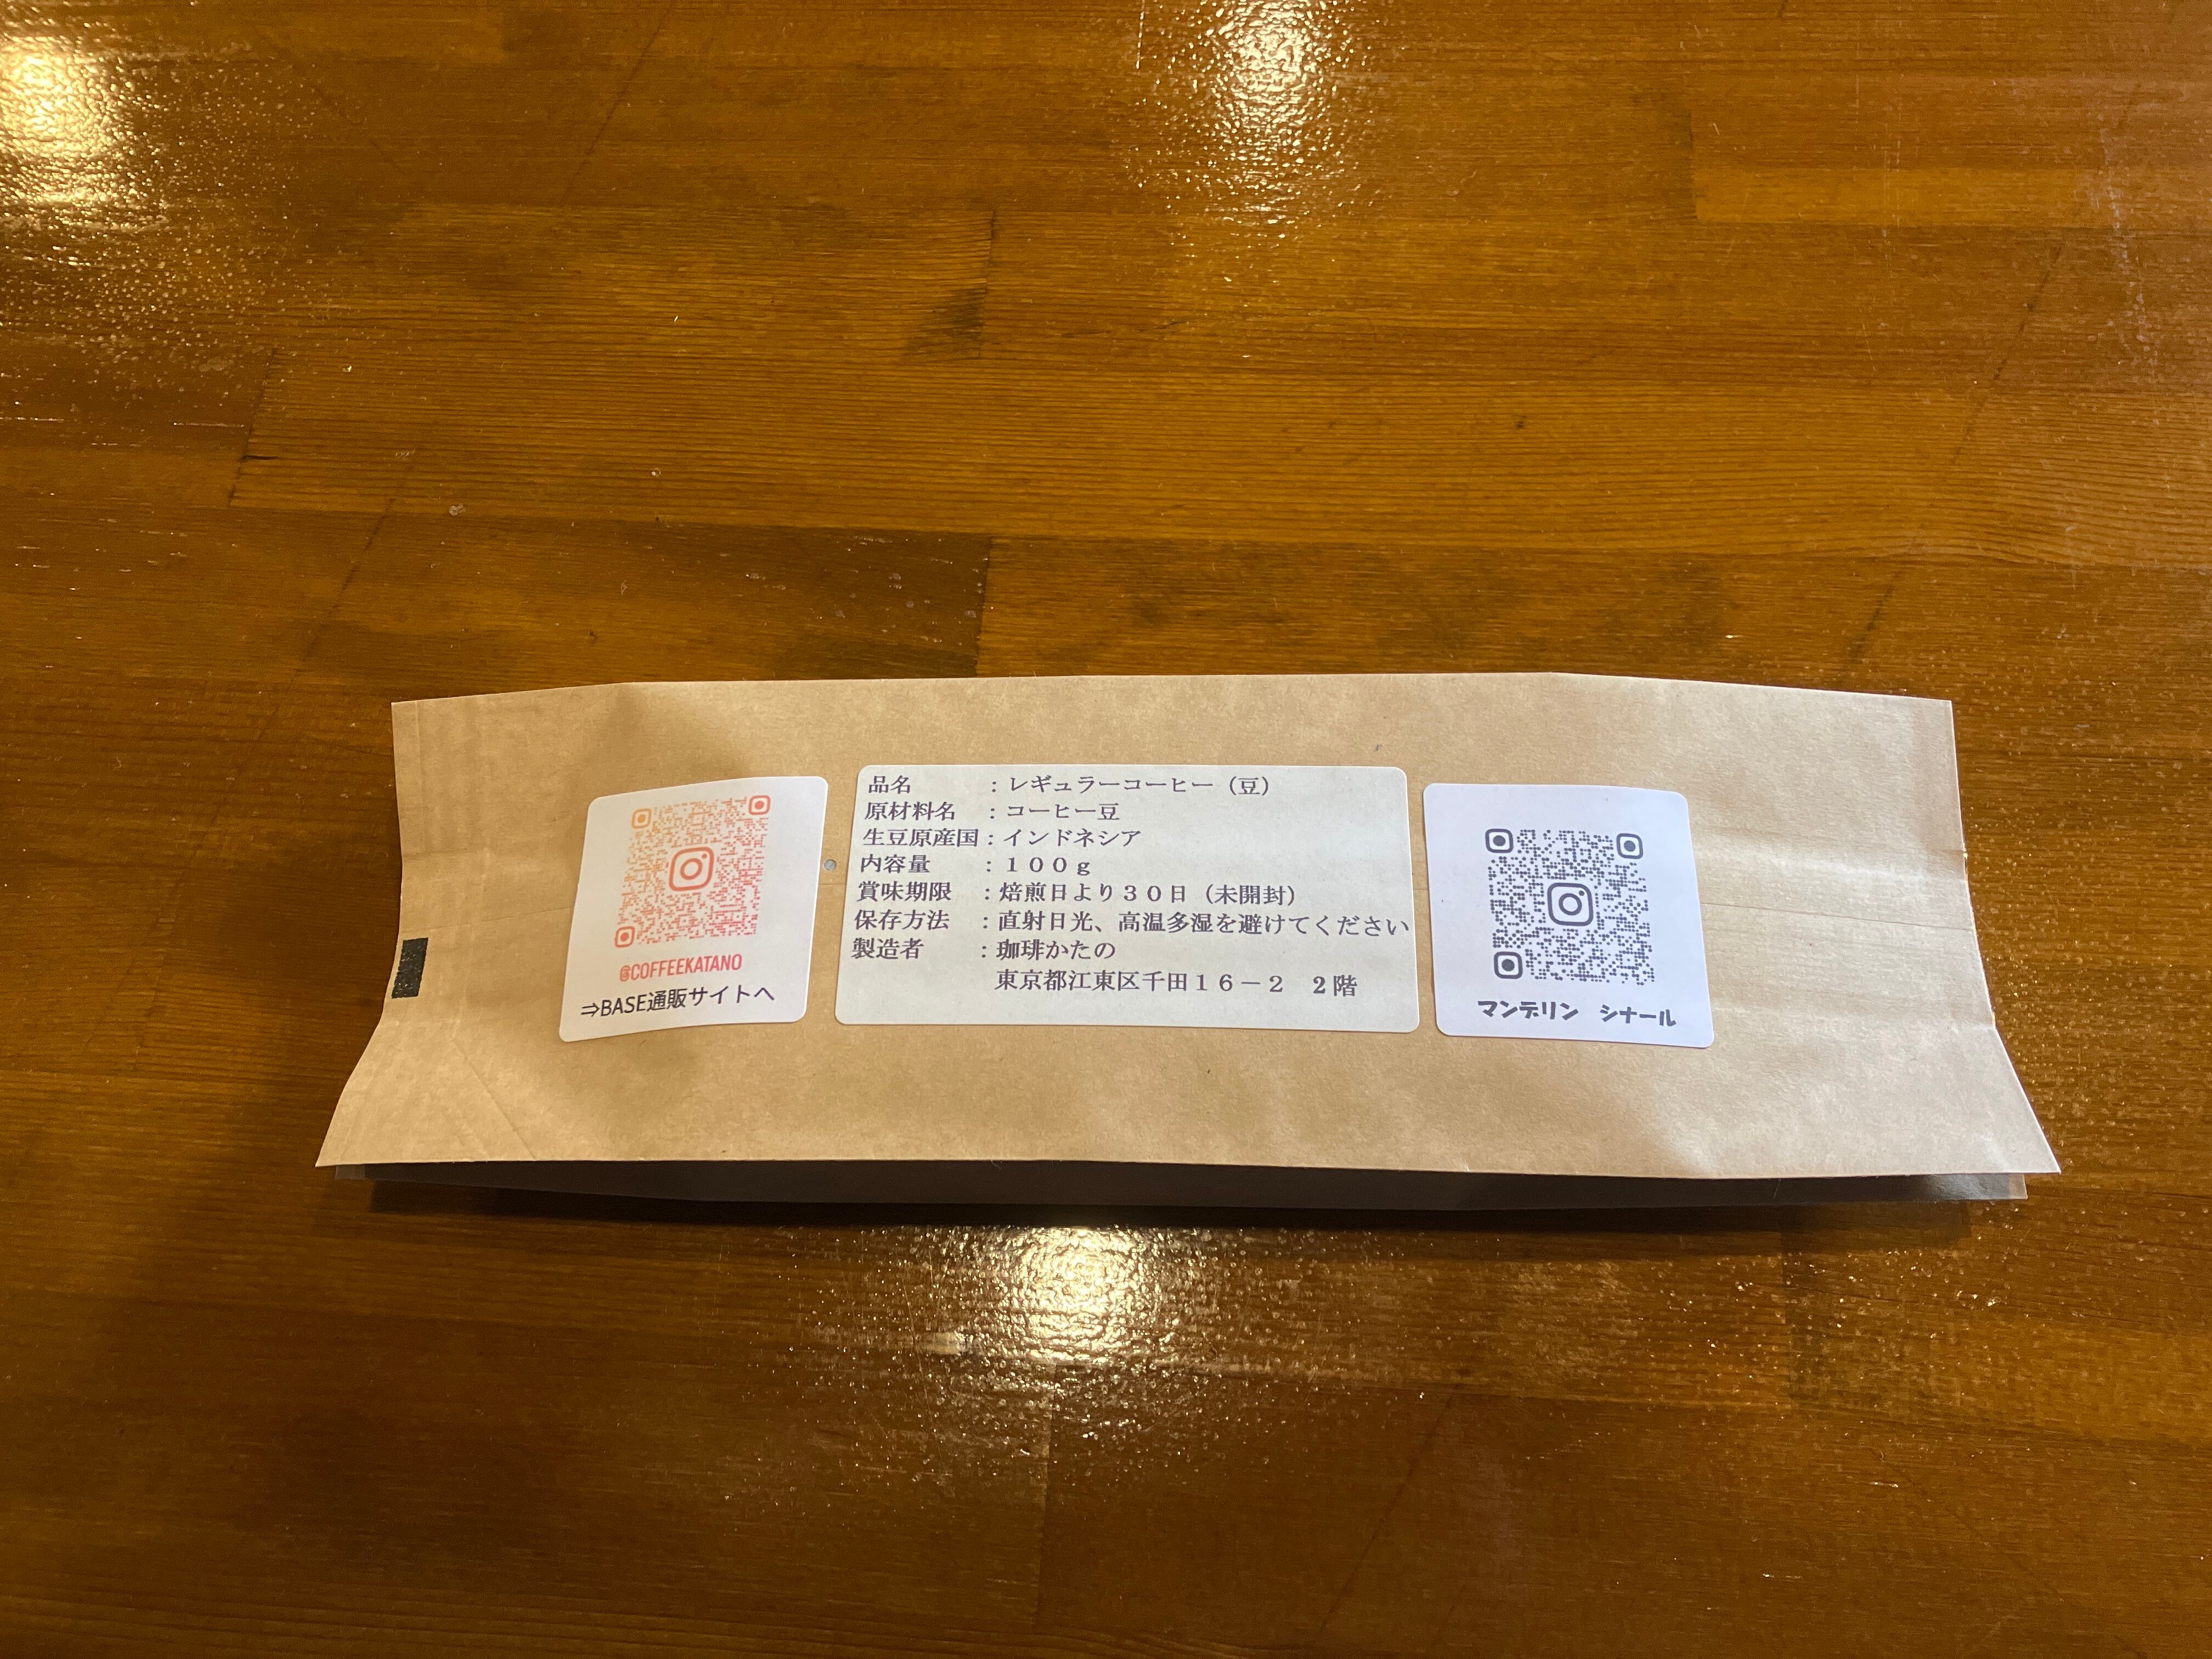 @COFFEEKATANO
⇒BASE通販サイトへ
品名　　　：レギュラーコーヒー（豆）
原材料名　：コーヒー豆
生豆原産国：インドネシア
内容量　　：１００ｇ
賞味期限　：焙煎日より３０日（未開封）
保存方法　：直射日光、高温多湿を避けてください
製造者　　：珈琲かたの
東京都江東区千田１６－２　2階
マンデリン　シナール